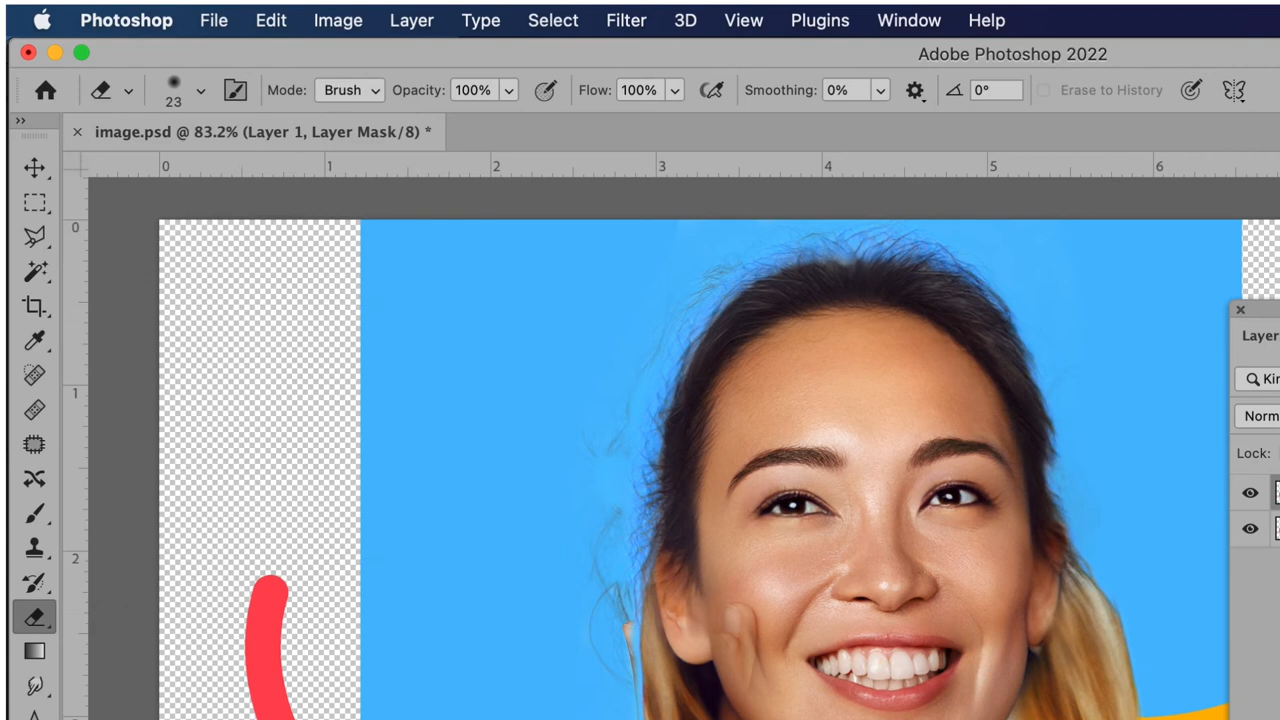 Photoshop File Edit Image Layer Type Select Filter 3D View Plugins Window Help
Adobe Photoshop 2022
23 Mode: Brush Opacity: 100% Flow: 100% Smoothing: 0% 0° Erase to History
image.psd @ 83.2% (Layer 1, Layer Mask/8) *
0 1 2 3 4 5 6
0
1
2
Layer
Kin
Norm
Lock: